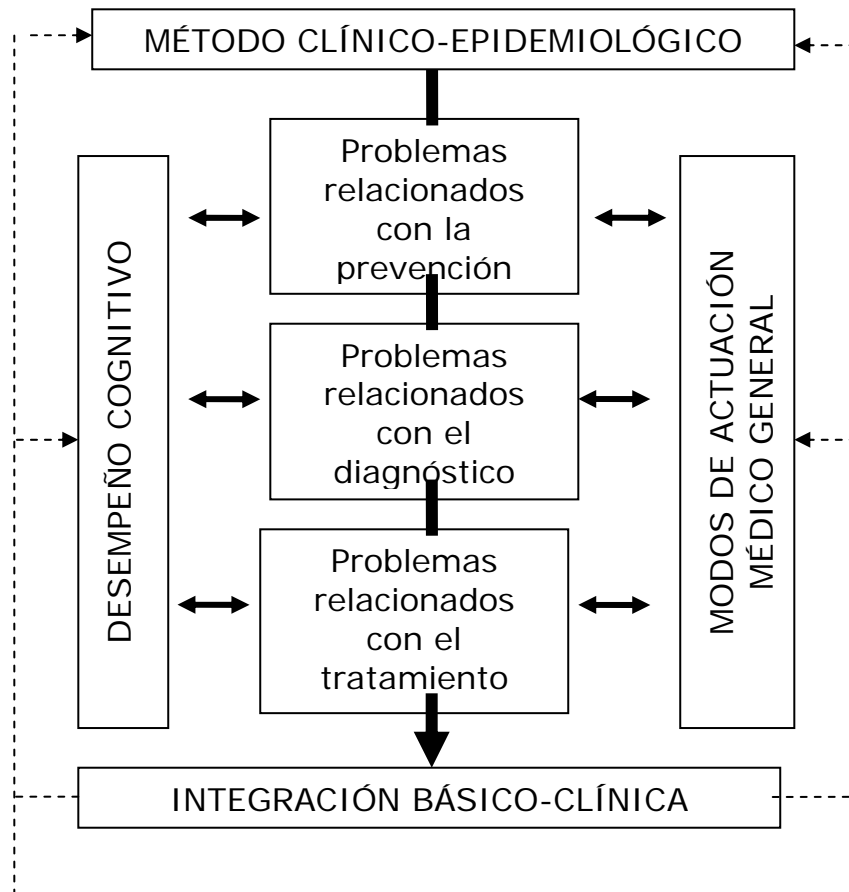 MÉTODO CLÍNICO-EPIDEMIOLÓGICO
Problemas
relacionados
con la
prevención
DESEMPEÑO COGNITIVO
MODOS DE ACTUACIÓN
MÉDICO GENERAL
Problemas
relacionados
con el
diagnóstico
Problemas
relacionados
con el
tratamiento
INTEGRACIÓN BÁSICO-CLÍNICA